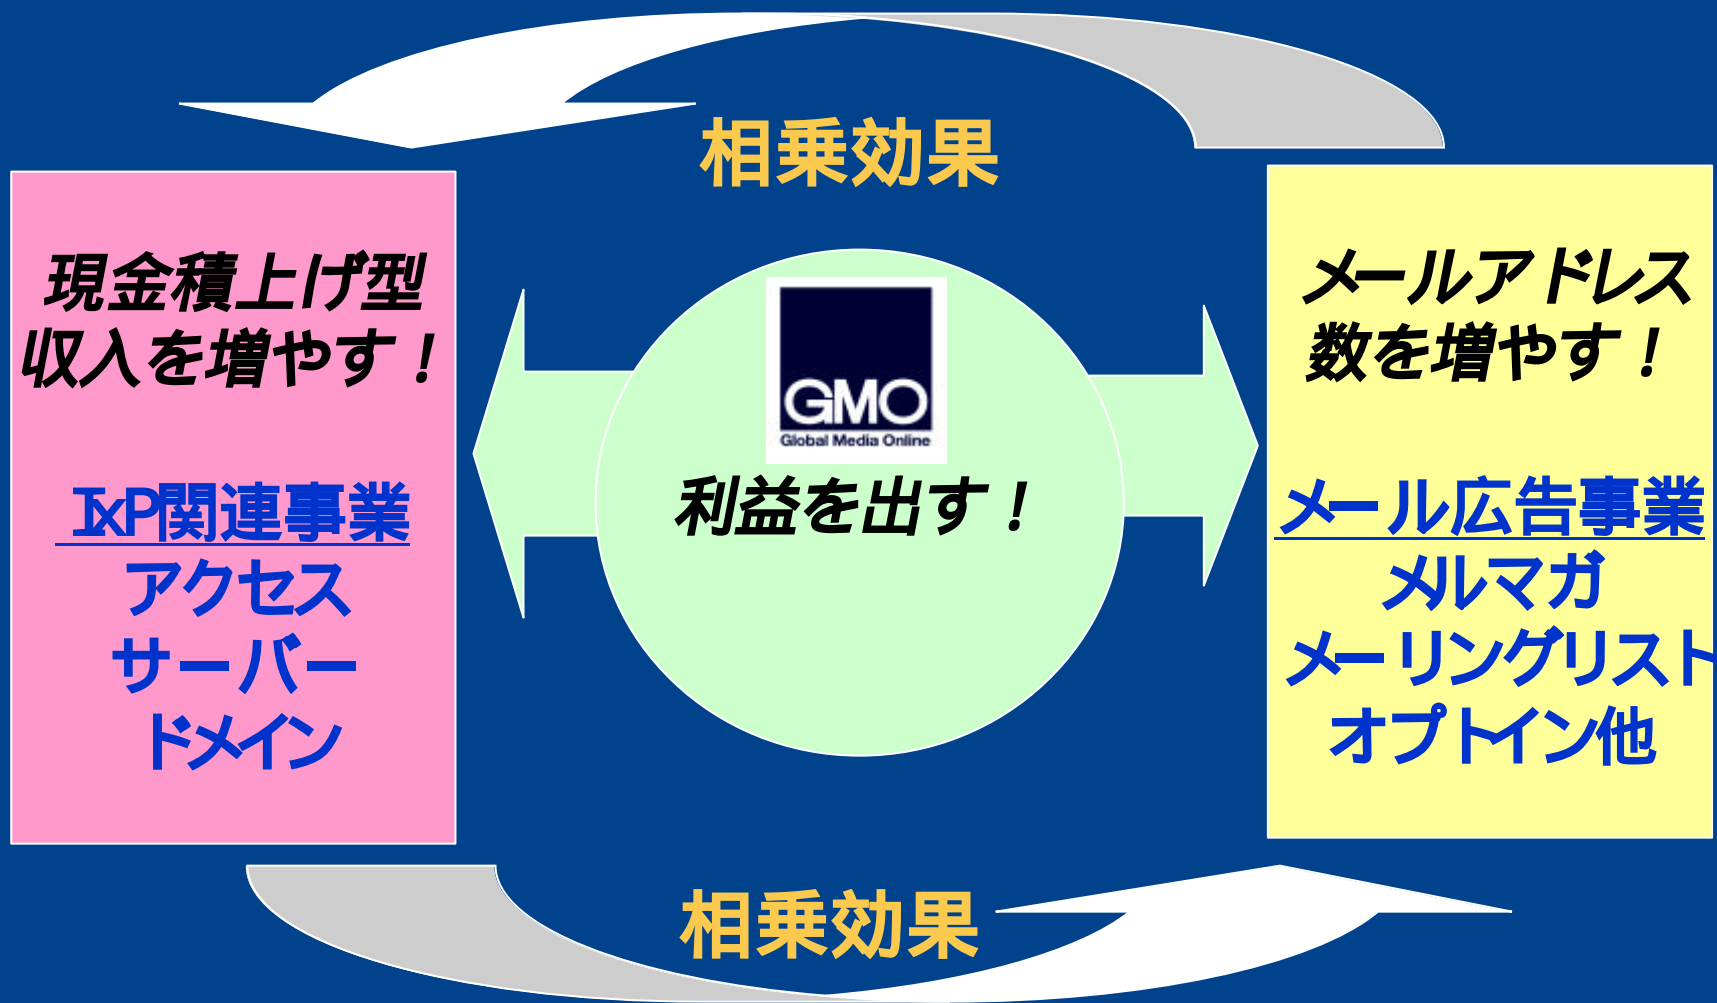 相乗効果
現金積上げ型
収入を増やす！
IxP関連事業
アクセス
サーバー
ドメイン
GMO
Global Media Online
利益を出す！
メールアドレス
数を増やす！
メール広告事業
メルマガ
メーリングリスト
オプトイン他
相乗効果